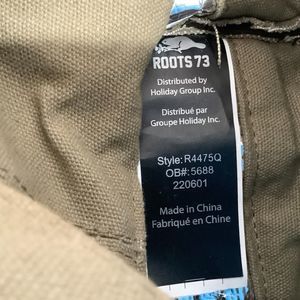 ROOTS 73
Distributed by
Holiday Group Inc.
Distribué par
Groupe Holiday Inc.
Style: R4475Q
OB#: 5688
220601
Made in China
Fabriqué en Chine